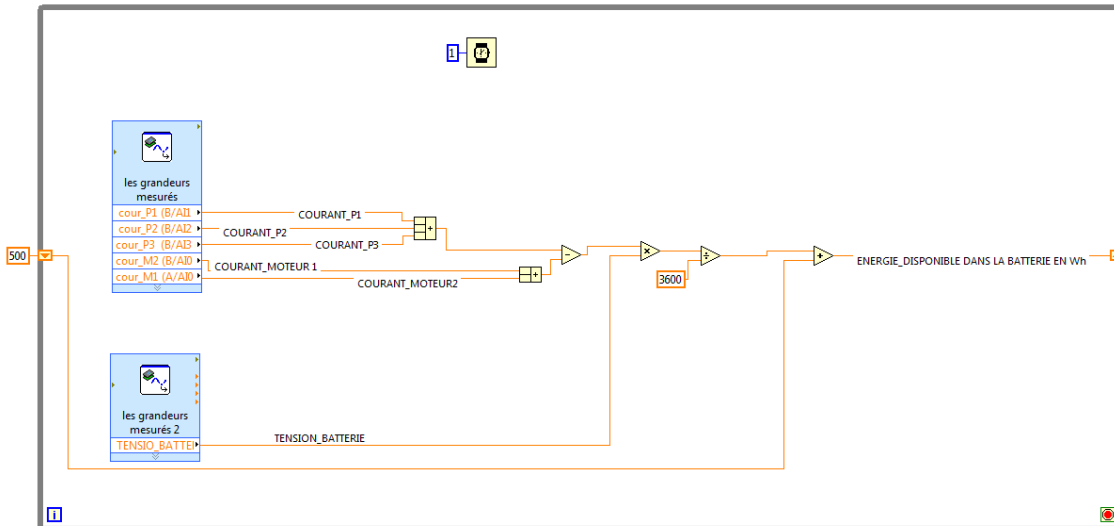 1
les grandeurs
mesurés
cour_P1 (B/AI1
cour_P2 (B/AI2
cour_P3 (B/AI3
cour_M2 (B/AI0
cour_M1 (A/AI0
COURANT_P1
COURANT_P2
COURANT_P3
COURANT_MOTEUR 1
COURANT_MOTEUR2
+
+
−
×
÷
+
500
3600
ENERGIE_DISPONIBLE DANS LA BATTERIE EN Wh
les grandeurs
mesurés 2
TENSIO_BATTEI
TENSION_BATTERIE
i